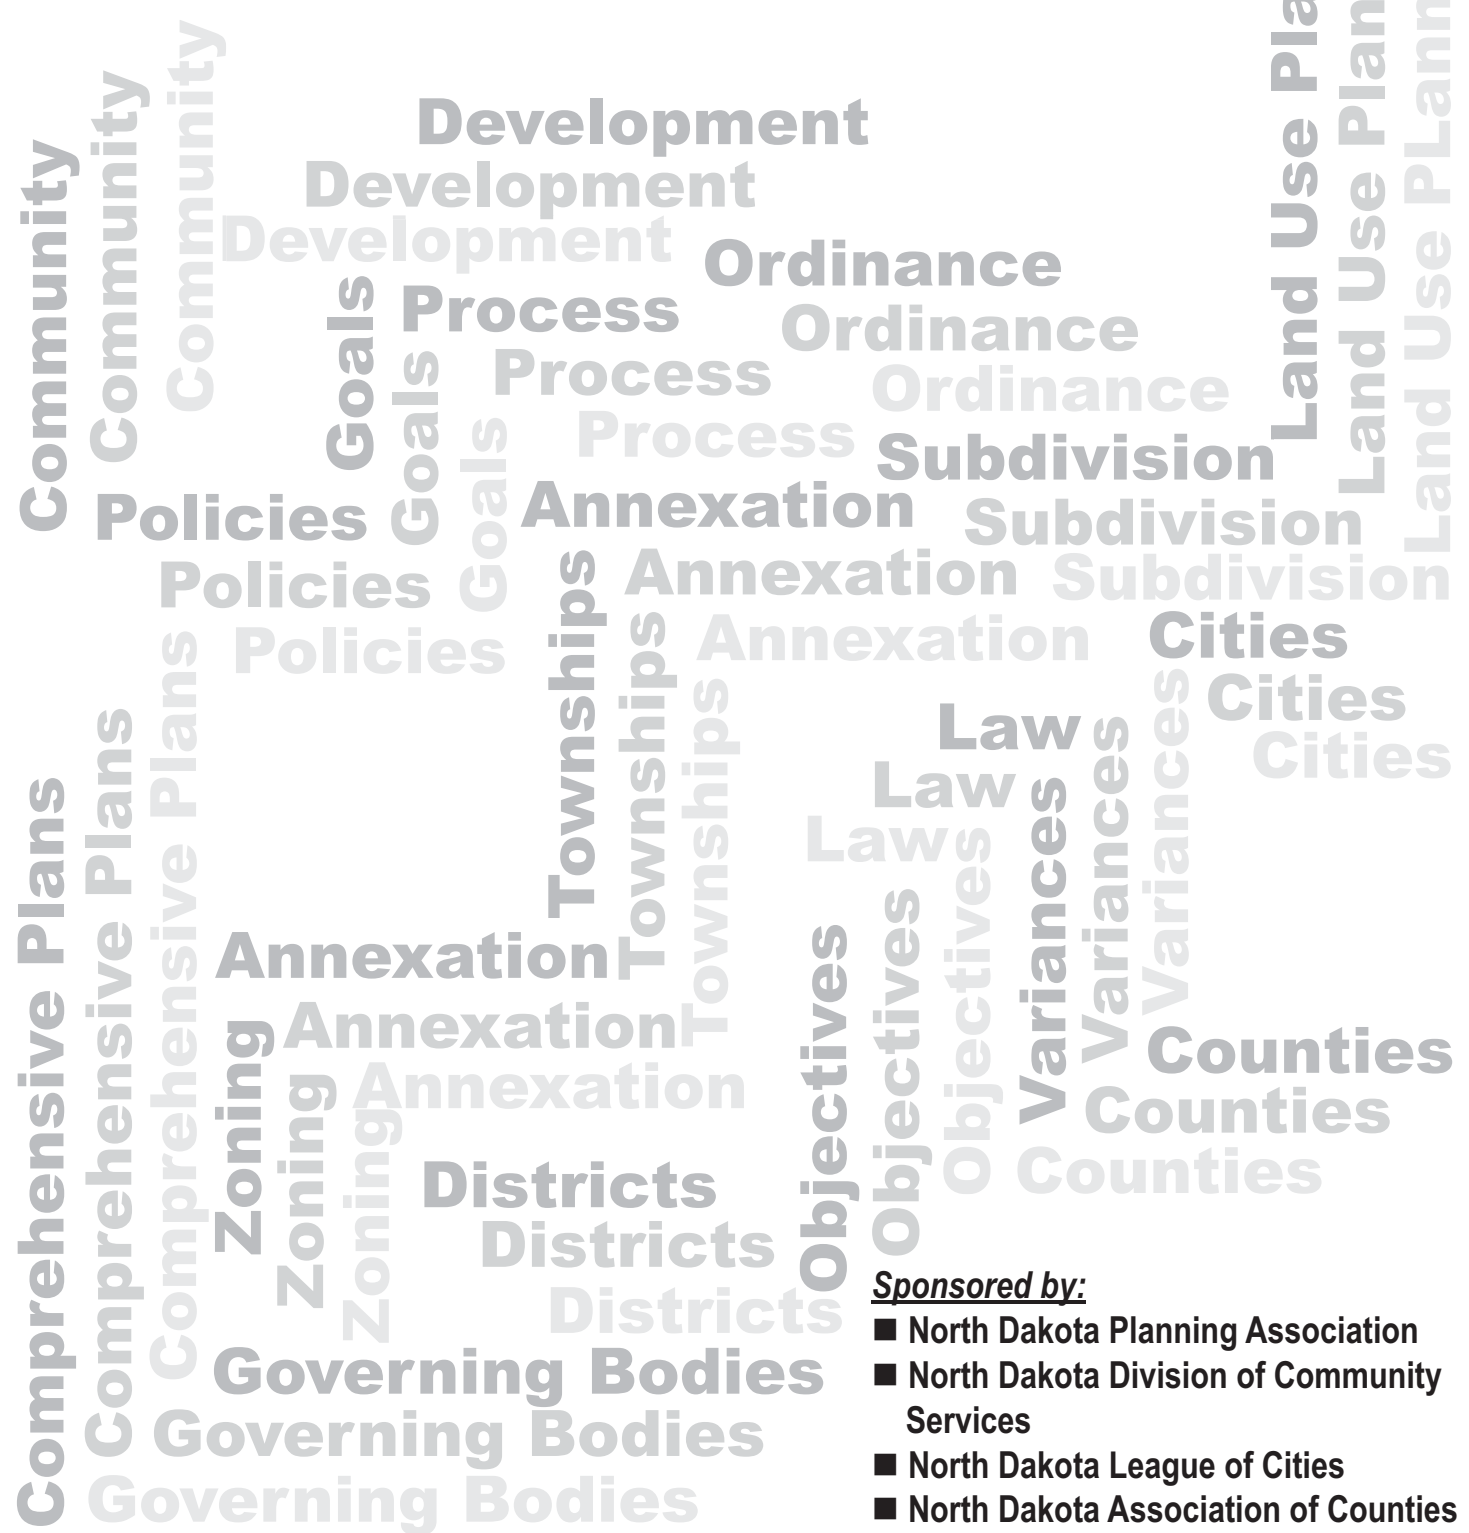 Community
Community
Community
Development
Development
Development
Land Use Pla
Land Use Plan
Land Use PLann
Ordinance
Ordinance
Ordinance
Goals
Goals
Goals
Process
Process
Process
Subdivision
Subdivision
Subdivision
Policies
Policies
Policies
Annexation
Annexation
Annexation
Townships
Townships
Townships
Cities
Cities
Cities
Law
Law
Laws
Variances
Variances
Variances
Comprehensive Plans
Comprehensive Plans
Comprehensive Plans
Annexation
Annexation
Annexation
Objectives
Objectives
Objectives
Zoning
Zoning
Zoning
Counties
Counties
Counties
Districts
Districts
Districts
Governing Bodies
Governing Bodies
Governing Bodies
Sponsored by:
■ North Dakota Planning Association
■ North Dakota Division of Community
Services
■ North Dakota League of Cities
■ North Dakota Association of Counties